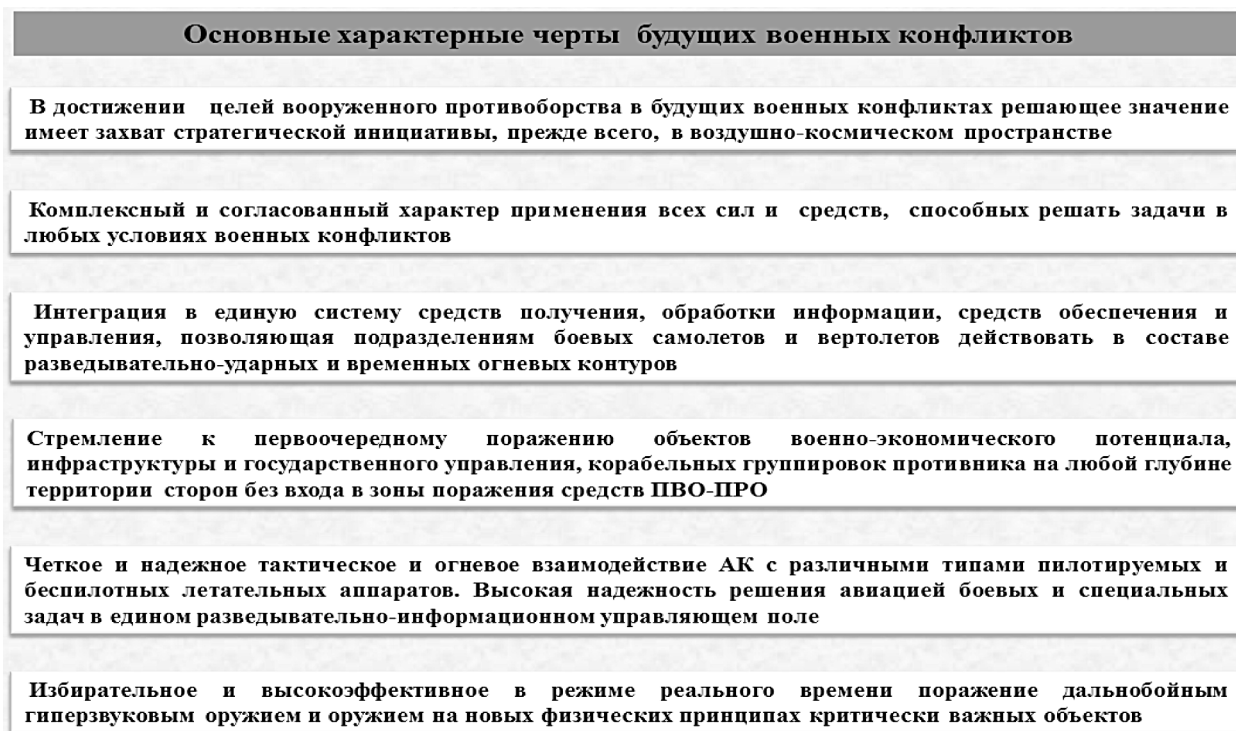 Основные характерные черты будущих военных конфликтов
В достижении целей вооруженного противоборства в будущих военных конфликтах решающее значение
имеет захват стратегической инициативы, прежде всего, в воздушно-космическом пространстве
Комплексный и согласованный характер применения всех сил и средств, способных решать задачи в
любых условиях военных конфликтов
Интеграция в единую систему средств получения, обработки информации, средств обеспечения и
управления, позволяющая подразделениям боевых самолетов и вертолетов действовать в составе
разведывательно-ударных и временных огневых контуров
Стремление к первоочередному поражению объектов военно-экономического потенциала,
инфраструктуры и государственного управления, корабельных группировок противника на любой глубине
территории сторон без входа в зоны поражения средств ПВО-ПРО
Четкое и надежное тактическое и огневое взаимодействие АК с различными типами пилотируемых и
беспилотных летательных аппаратов. Высокая надежность решения авиацией боевых и специальных
задач в едином разведывательно-информационном управляющем поле
Избирательное и высокоэффективное в режиме реального времени поражение дальнобойным
гиперзвуковым оружием и оружием на новых физических принципах критически важных объектов